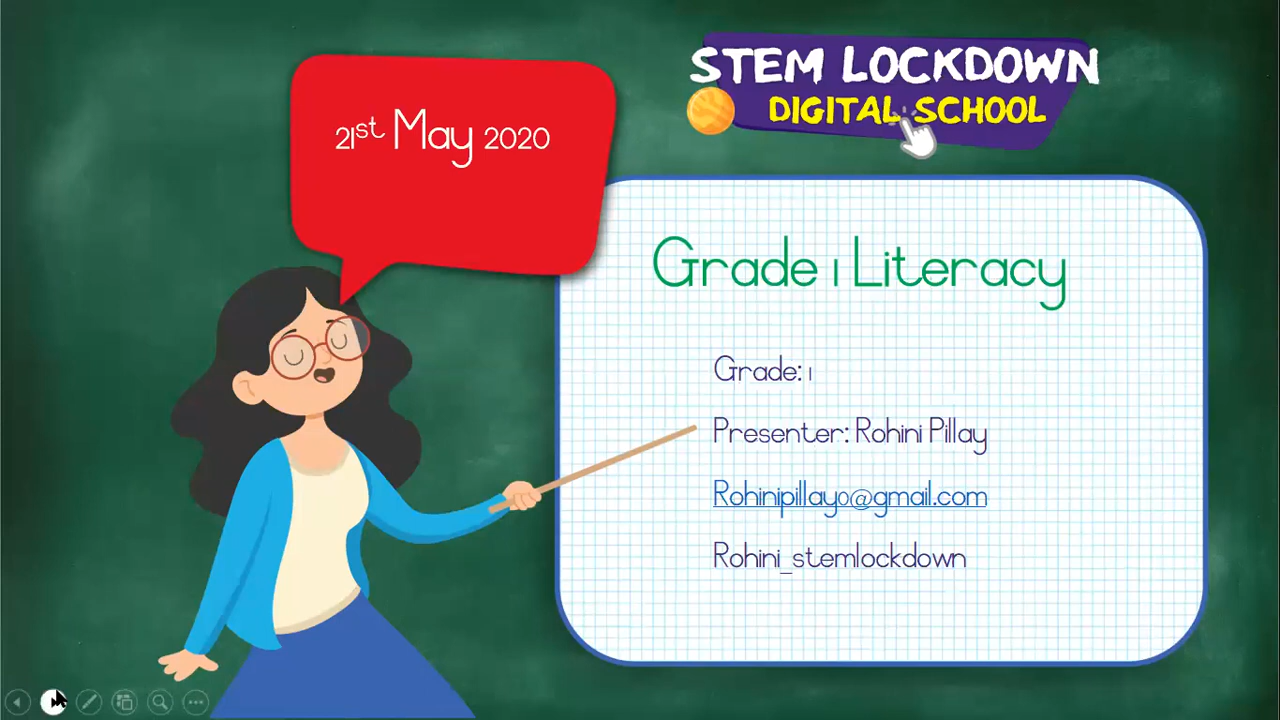 STEM LOCKDOWN
DIGITAL SCHOOL
21st May 2020
Grade 1 Literacy
Grade: 1
Presenter: Rohini Pillay
Rohinipillay0@gmail.com
Rohini_stemlockdown